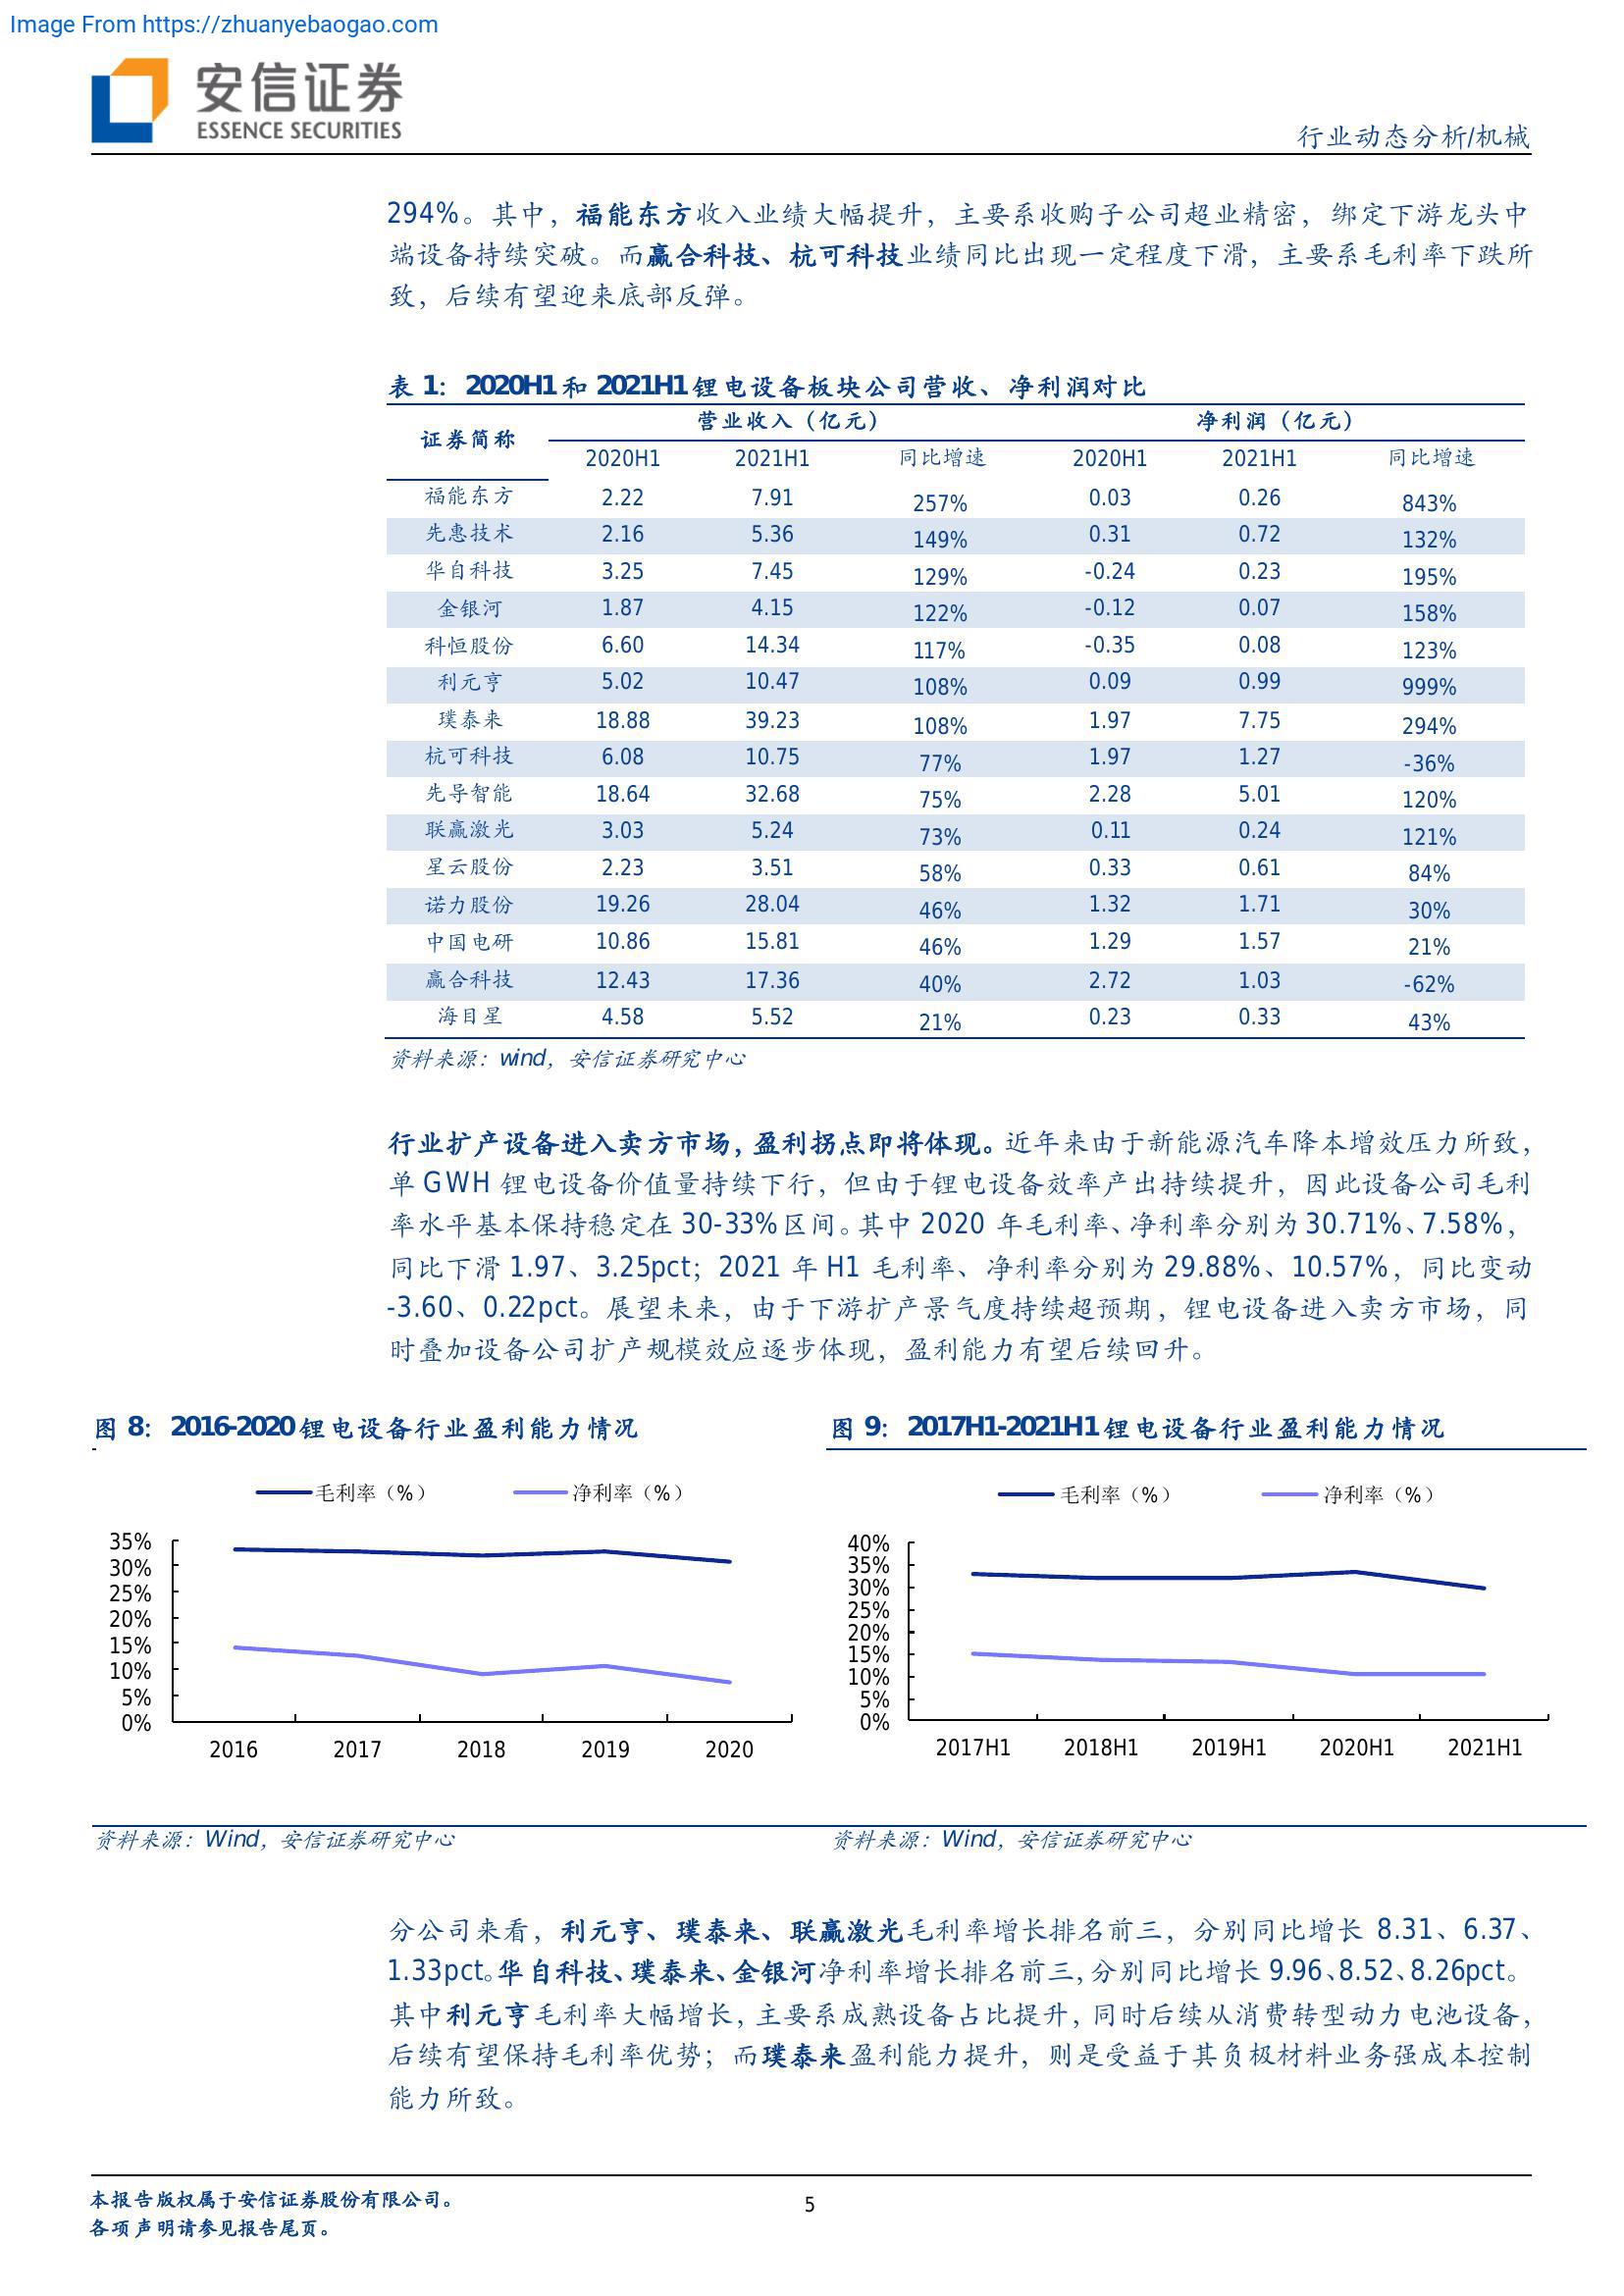 Image From https://zhuanyebaogao.com
安信证券
ESSENCE SECURITIES
行业动态分析/机械
294%。其中，福能东方收入业绩大幅提升，主要系收购子公司超业精密，绑定下游龙头中
端设备持续突破。而赢合科技、杭可科技业绩同比出现一定程度下滑，主要系毛利率下跌所
致，后续有望迎来底部反弹。
表 1：2020H1 和 2021H1 锂电设备板块公司营收、净利润对比
证券简称 营业收入（亿元） 净利润（亿元）
2020H1 2021H1 同比增速 2020H1 2021H1 同比增速
福能东方 2.22 7.91 257% 0.03 0.26 843%
先惠技术 2.16 5.36 149% 0.31 0.72 132%
华自科技 3.25 7.45 129% -0.24 0.23 195%
金银河 1.87 4.15 122% -0.12 0.07 158%
科恒股份 6.60 14.34 117% -0.35 0.08 123%
利元亨 5.02 10.47 108% 0.09 0.99 999%
璞泰来 18.88 39.23 108% 1.97 7.75 294%
杭可科技 6.08 10.75 77% 1.97 1.27 -36%
先导智能 18.64 32.68 75% 2.28 5.01 120%
联赢激光 3.03 5.24 73% 0.11 0.24 121%
星云股份 2.23 3.51 58% 0.33 0.61 84%
诺力股份 19.26 28.04 46% 1.32 1.71 30%
中国电研 10.86 15.81 46% 1.29 1.57 21%
赢合科技 12.43 17.36 40% 2.72 1.03 -62%
海目星 4.58 5.52 21% 0.23 0.33 43%
资料来源：wind，安信证券研究中心
行业扩产设备进入卖方市场，盈利拐点即将体现。近年来由于新能源汽车降本增效压力所致，
单 GWH 锂电设备价值量持续下行，但由于锂电设备效率产出持续提升，因此设备公司毛利
率水平基本保持稳定在 30-33%区间。其中 2020 年毛利率、净利率分别为 30.71%、7.58%，
同比下滑 1.97、3.25pct；2021 年 H1 毛利率、净利率分别为 29.88%、10.57%，同比变动
-3.60、0.22pct。展望未来，由于下游扩产景气度持续超预期，锂电设备进入卖方市场，同
时叠加设备公司扩产规模效应逐步体现，盈利能力有望后续回升。
图 8：2016-2020 锂电设备行业盈利能力情况
毛利率（%） 净利率（%）
35%
30%
25%
20%
15%
10%
5%
0%
2016 2017 2018 2019 2020
资料来源：Wind，安信证券研究中心
图 9：2017H1-2021H1 锂电设备行业盈利能力情况
毛利率（%） 净利率（%）
40%
35%
30%
25%
20%
15%
10%
5%
0%
2017H1 2018H1 2019H1 2020H1 2021H1
资料来源：Wind，安信证券研究中心
分公司来看，利元亨、璞泰来、联赢激光毛利率增长排名前三，分别同比增长 8.31、6.37、
1.33pct。华自科技、璞泰来、金银河净利率增长排名前三，分别同比增长 9.96、8.52、8.26pct。
其中利元亨毛利率大幅增长，主要系成熟设备占比提升，同时后续从消费转型动力电池设备，
后续有望保持毛利率优势；而璞泰来盈利能力提升，则是受益于其负极材料业务强成本控制
能力所致。
本报告版权属于安信证券股份有限公司。
各项声明请参见报告尾页。
5